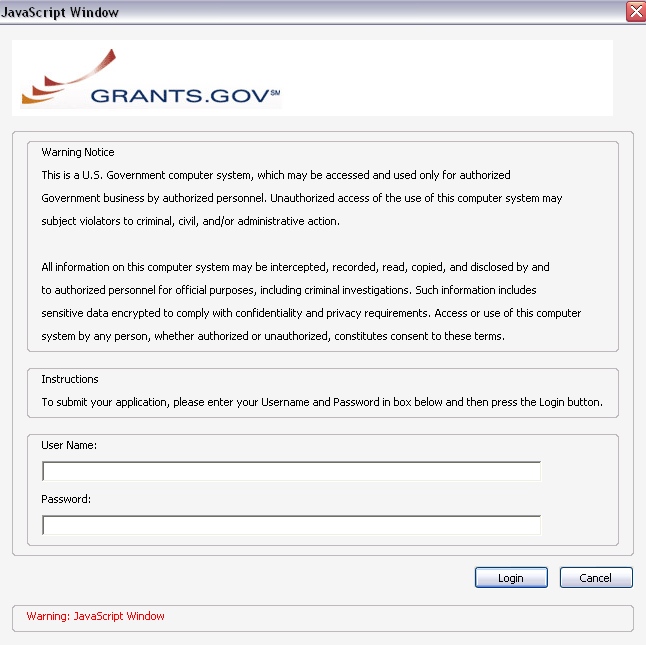 JavaScript Window
GRANTS.GOV℠
Warning Notice
This is a U.S. Government computer system, which may be accessed and used only for authorized
Government business by authorized personnel. Unauthorized access of the use of this computer system may
subject violators to criminal, civil, and/or administrative action.
All information on this computer system may be intercepted, recorded, read, copied, and disclosed by and
to authorized personnel for official purposes, including criminal investigations. Such information includes
sensitive data encrypted to comply with confidentiality and privacy requirements. Access or use of this computer
system by any person, whether authorized or unauthorized, constitutes consent to these terms.
Instructions
To submit your application, please enter your Username and Password in box below and then press the Login button.
User Name:
Password:
Login Cancel
Warning: JavaScript Window